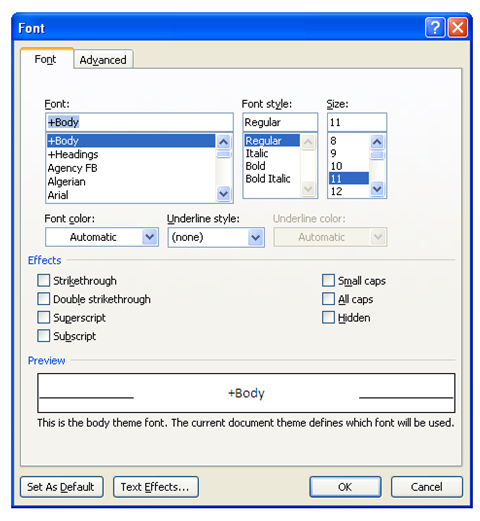 Font
Font Advanced
Font: Font style: Size:
+Body Regular 11
+Body Regular 8
+Headings Italic 9
Agency FB Bold 10
Algerian Bold Italic 11
Arial 12
Font color: Underline style: Underline color:
Automatic (none) Automatic
Effects
Strikethrough Small caps
Double strikethrough All caps
Superscript Hidden
Subscript
Preview
+Body
This is the body theme font. The current document theme defines which font will be used.
Set As Default Text Effects... OK Cancel